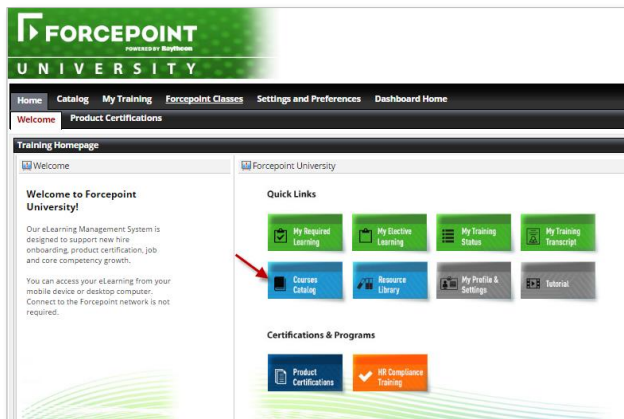 FORCEPOINT
POWERED BY Raytheon
UNIVERSITY
Home Catalog My Training Forcepoint Classes Settings and Preferences Dashboard Home
Welcome Product Certifications
Training Homepage
Welcome
Welcome to Forcepoint
University!
Our eLearning Management System is
designed to support new hire
onboarding, product certification, job
and core competency growth.
You can access your eLearning from your
mobile device or desktop computer.
Connect to the Forcepoint network is not
required.
Forcepoint University
Quick Links
My Required
Learning
My Elective
Learning
My Training
Status
My Training
Transcript
Courses
Catalog
Resource
Library
My Profile &
Settings
Tutorial
Certifications & Programs
Product
Certifications
HR Compliance
Training